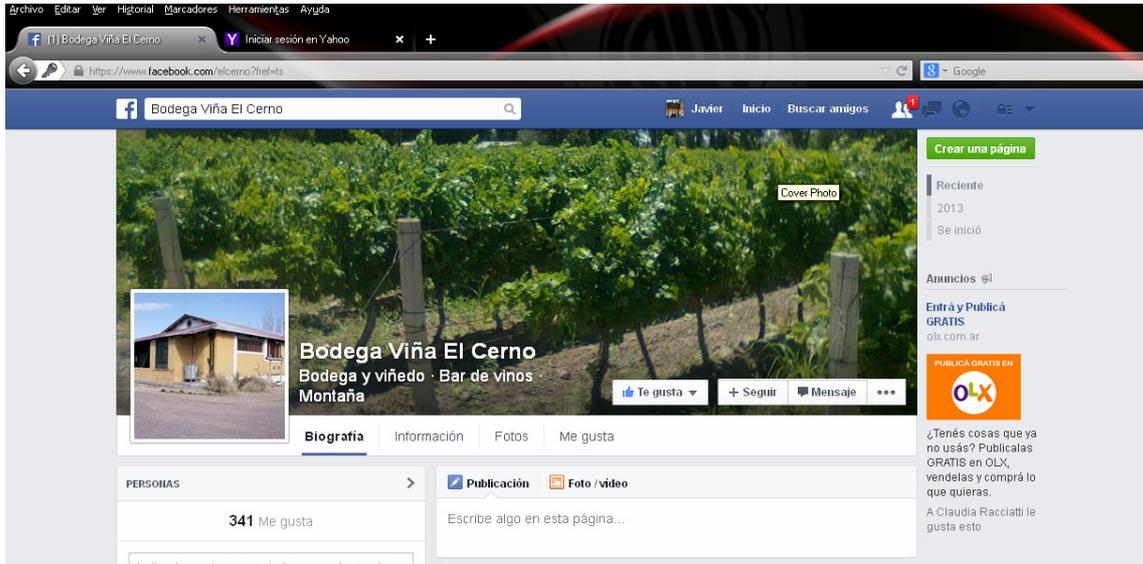 Archivo Editar Ver Historial Marcadores Herramientas Ayuda
(1) Bodega Viña El Cerno × Iniciar sesión en Yahoo × +
https://www.facebook.com/elcerno?fref=ts Google
Bodega Viña El Cerno Javier Inicio Buscar amigos 1
Crear una página
Cover Photo
Reciente
2013
Se inició
Anuncios
Entrá y Publicá
GRATIS
olx.com.ar
Bodega Viña El Cerno
Bodega y viñedo · Bar de vinos ·
Montaña
Te gusta + Seguir Mensaje
PUBLICÁ GRATIS EN
OLX
Biografía Información Fotos Me gusta
¿Tenés cosas que ya
no usás? Publicalas
GRATIS en OLX,
vendelas y comprá lo
que quieras.
A Claudia Racciatti le
gusta esto
PERSONAS >
341 Me gusta
Publicación Foto / vídeo
Escribe algo en esta página...